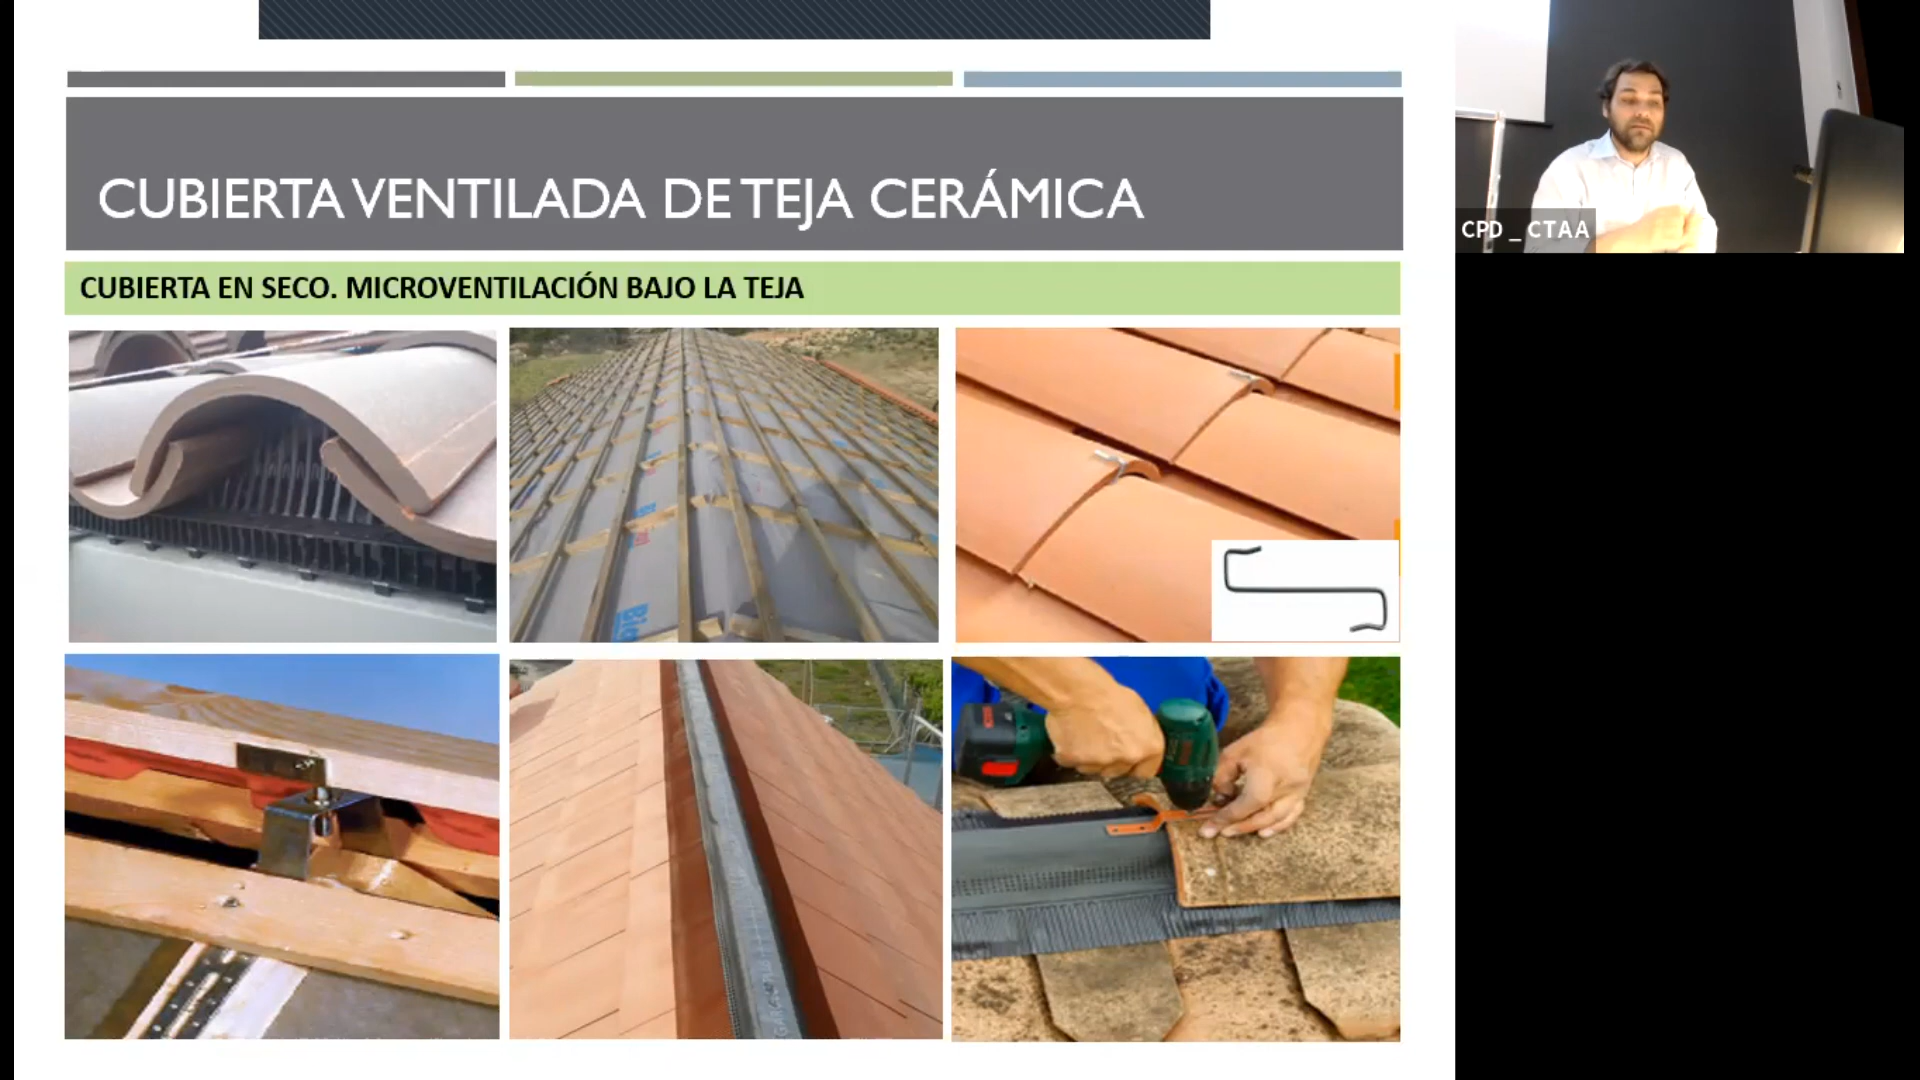 CUBIERTA VENTILADA DE TEJA CERÁMICA
CPD _ CTAA
CUBIERTA EN SECO. MICROVENTILACIÓN BAJO LA TEJA